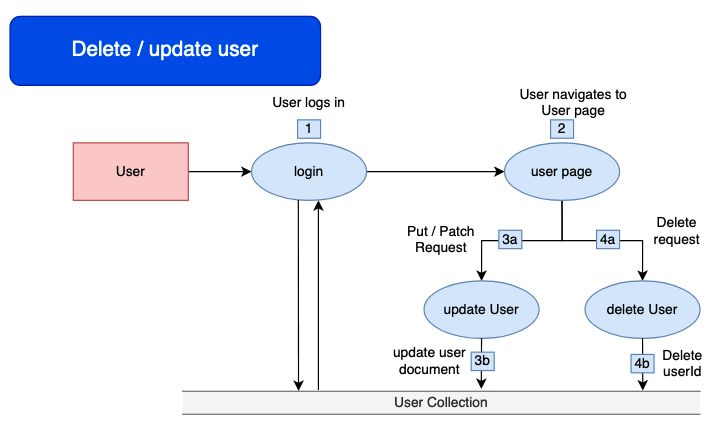 Delete / update user
User logs in
1
User navigates to
User page
2
User
login
user page
Put / Patch
Request
3a
4a
Delete
request
update User
delete User
update user
document
3b
4b
Delete
userId
User Collection